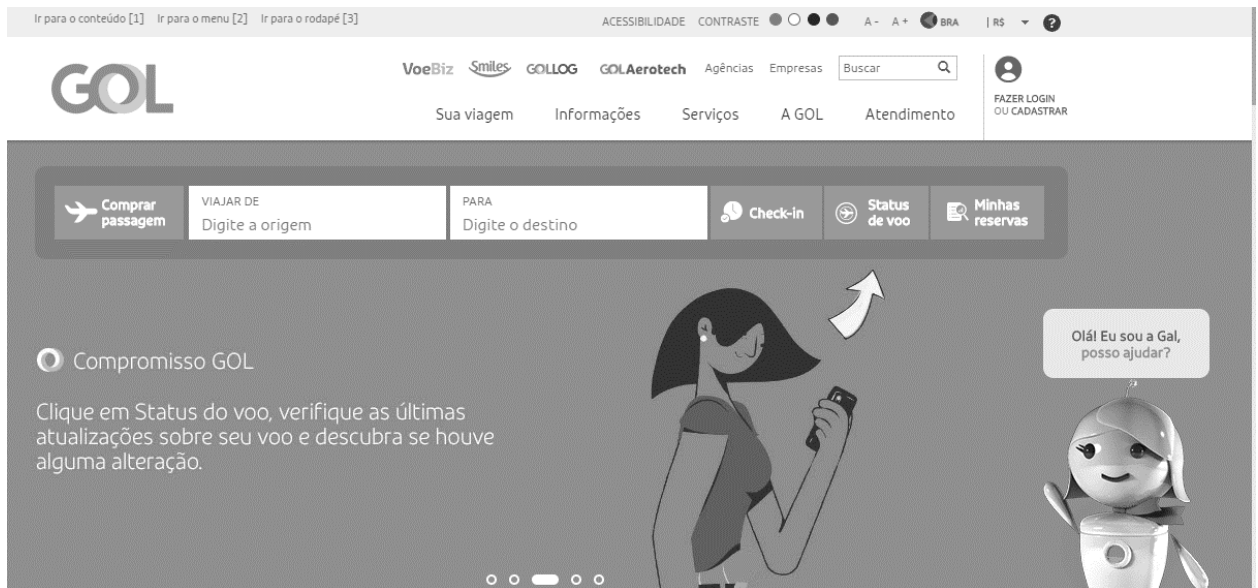 Ir para o conteúdo [1] Ir para o menu [2] Ir para o rodapé [3]
ACESSIBILIDADE CONTRASTE A - A + BRA | R$ ?
VoeBiz Smiles GOLLOG GOLAerotech Agências Empresas Buscar
GOL
FAZER LOGIN
OU CADASTRAR
Sua viagem Informações Serviços A GOL Atendimento
Comprar
passagem
VIAJAR DE
Digite a origem
PARA
Digite o destino
Check-in
Status
de voo
Minhas
reservas
Compromisso GOL
Clique em Status do voo, verifique as últimas
atualizações sobre seu voo e descubra se houve
alguma alteração.
Olá! Eu sou a Gal,
posso ajudar?